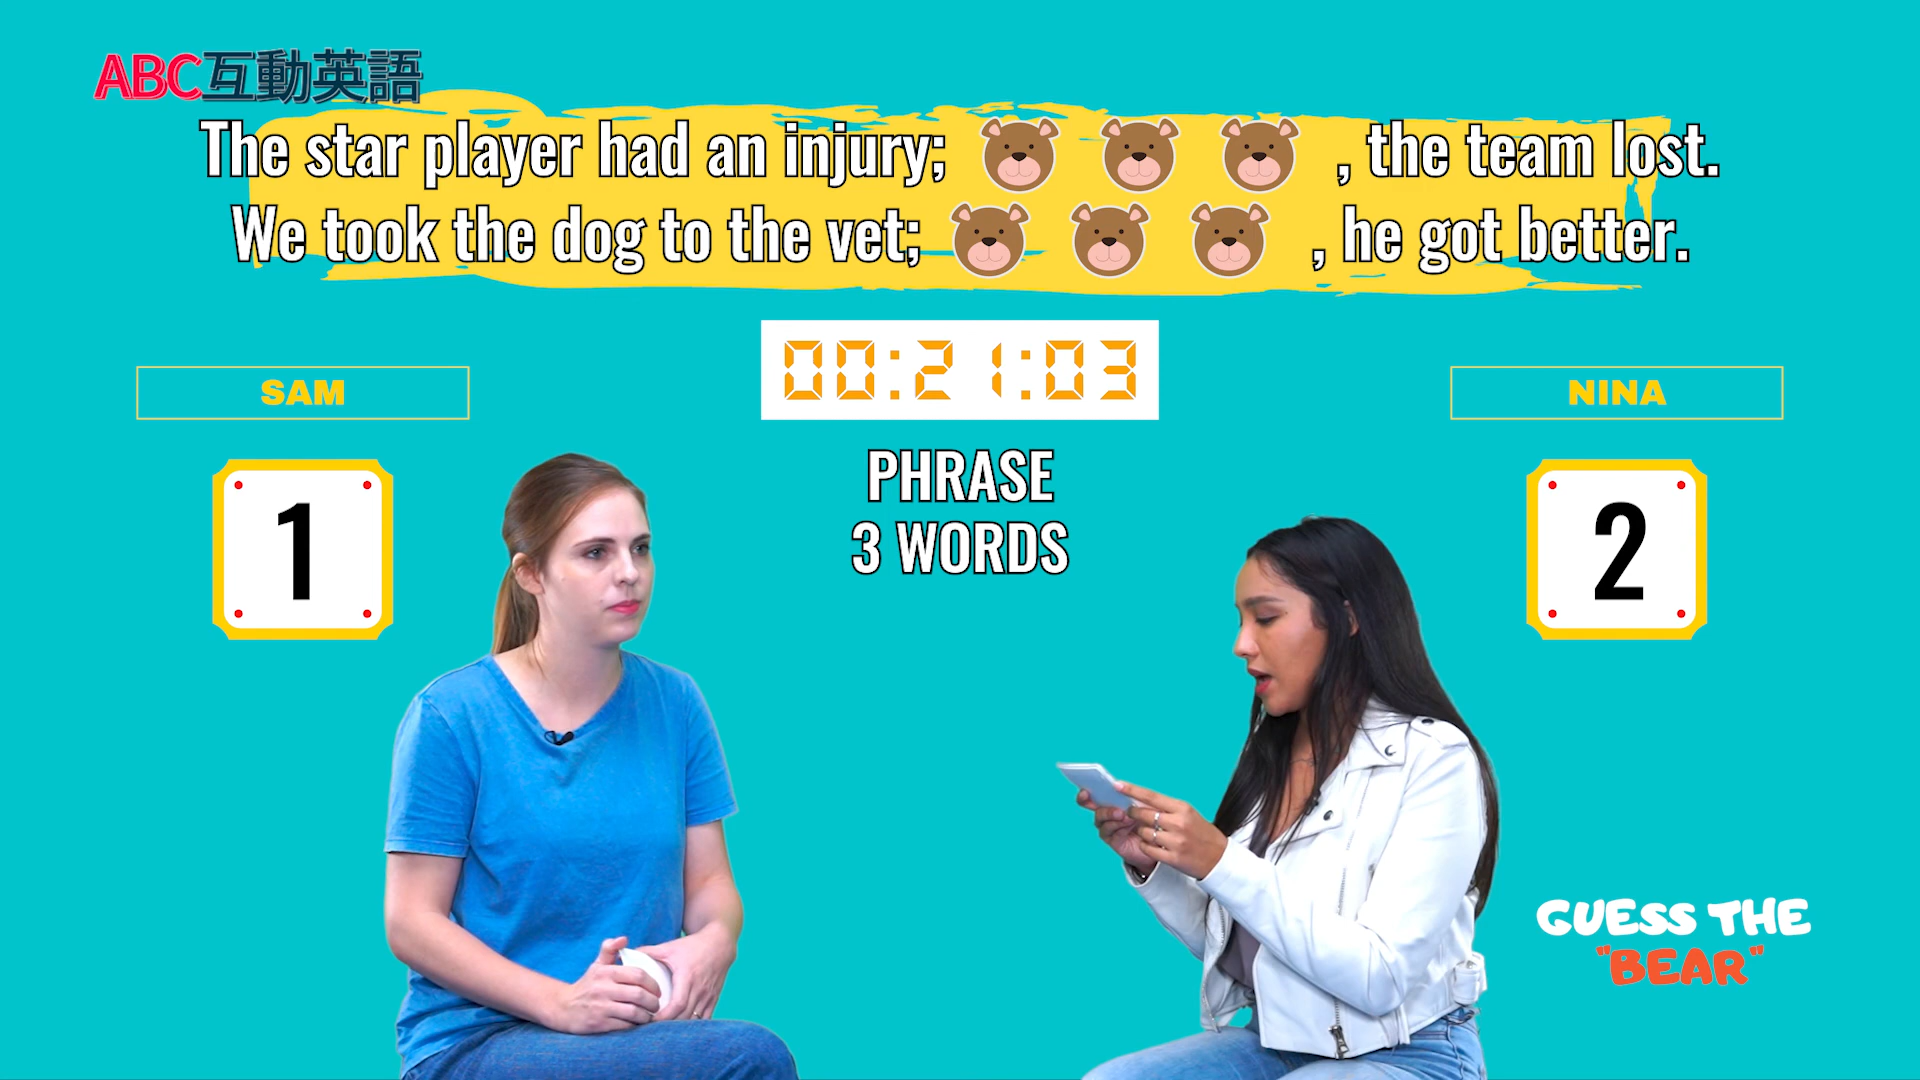 ABC互動英語
The star player had an injury; , the team lost.
We took the dog to the vet; , he got better.
00:21:03
SAM
NINA
PHRASE
3 WORDS
1
2
GUESS THE
"BEAR"